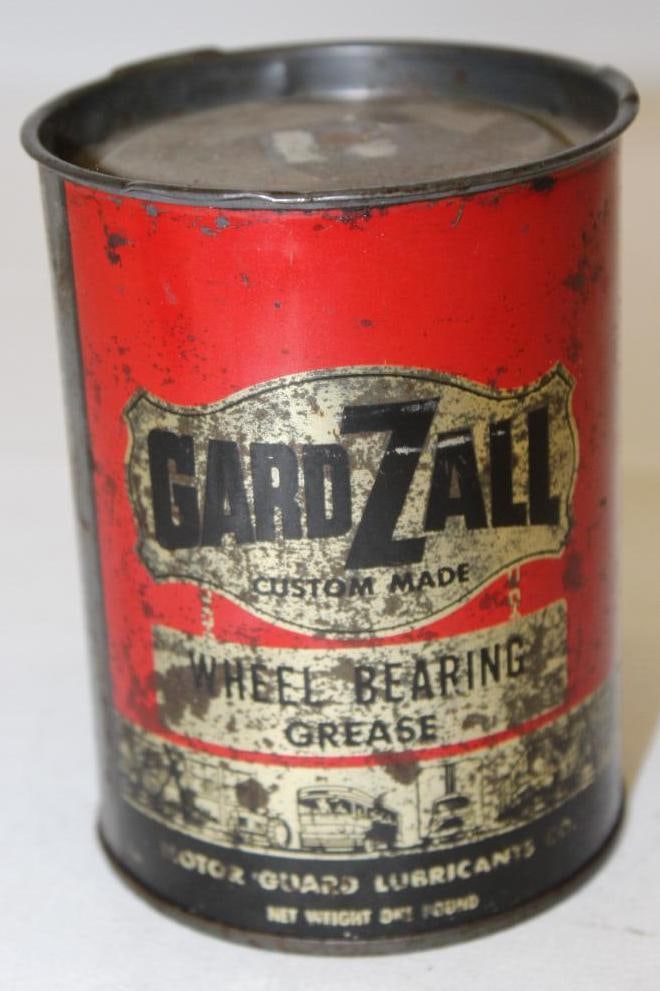 GARDZALL
CUSTOM MADE
WHEEL BEARING
GREASE
MOTOR GUARD LUBRICANTS CO.
NET WEIGHT ONE POUND